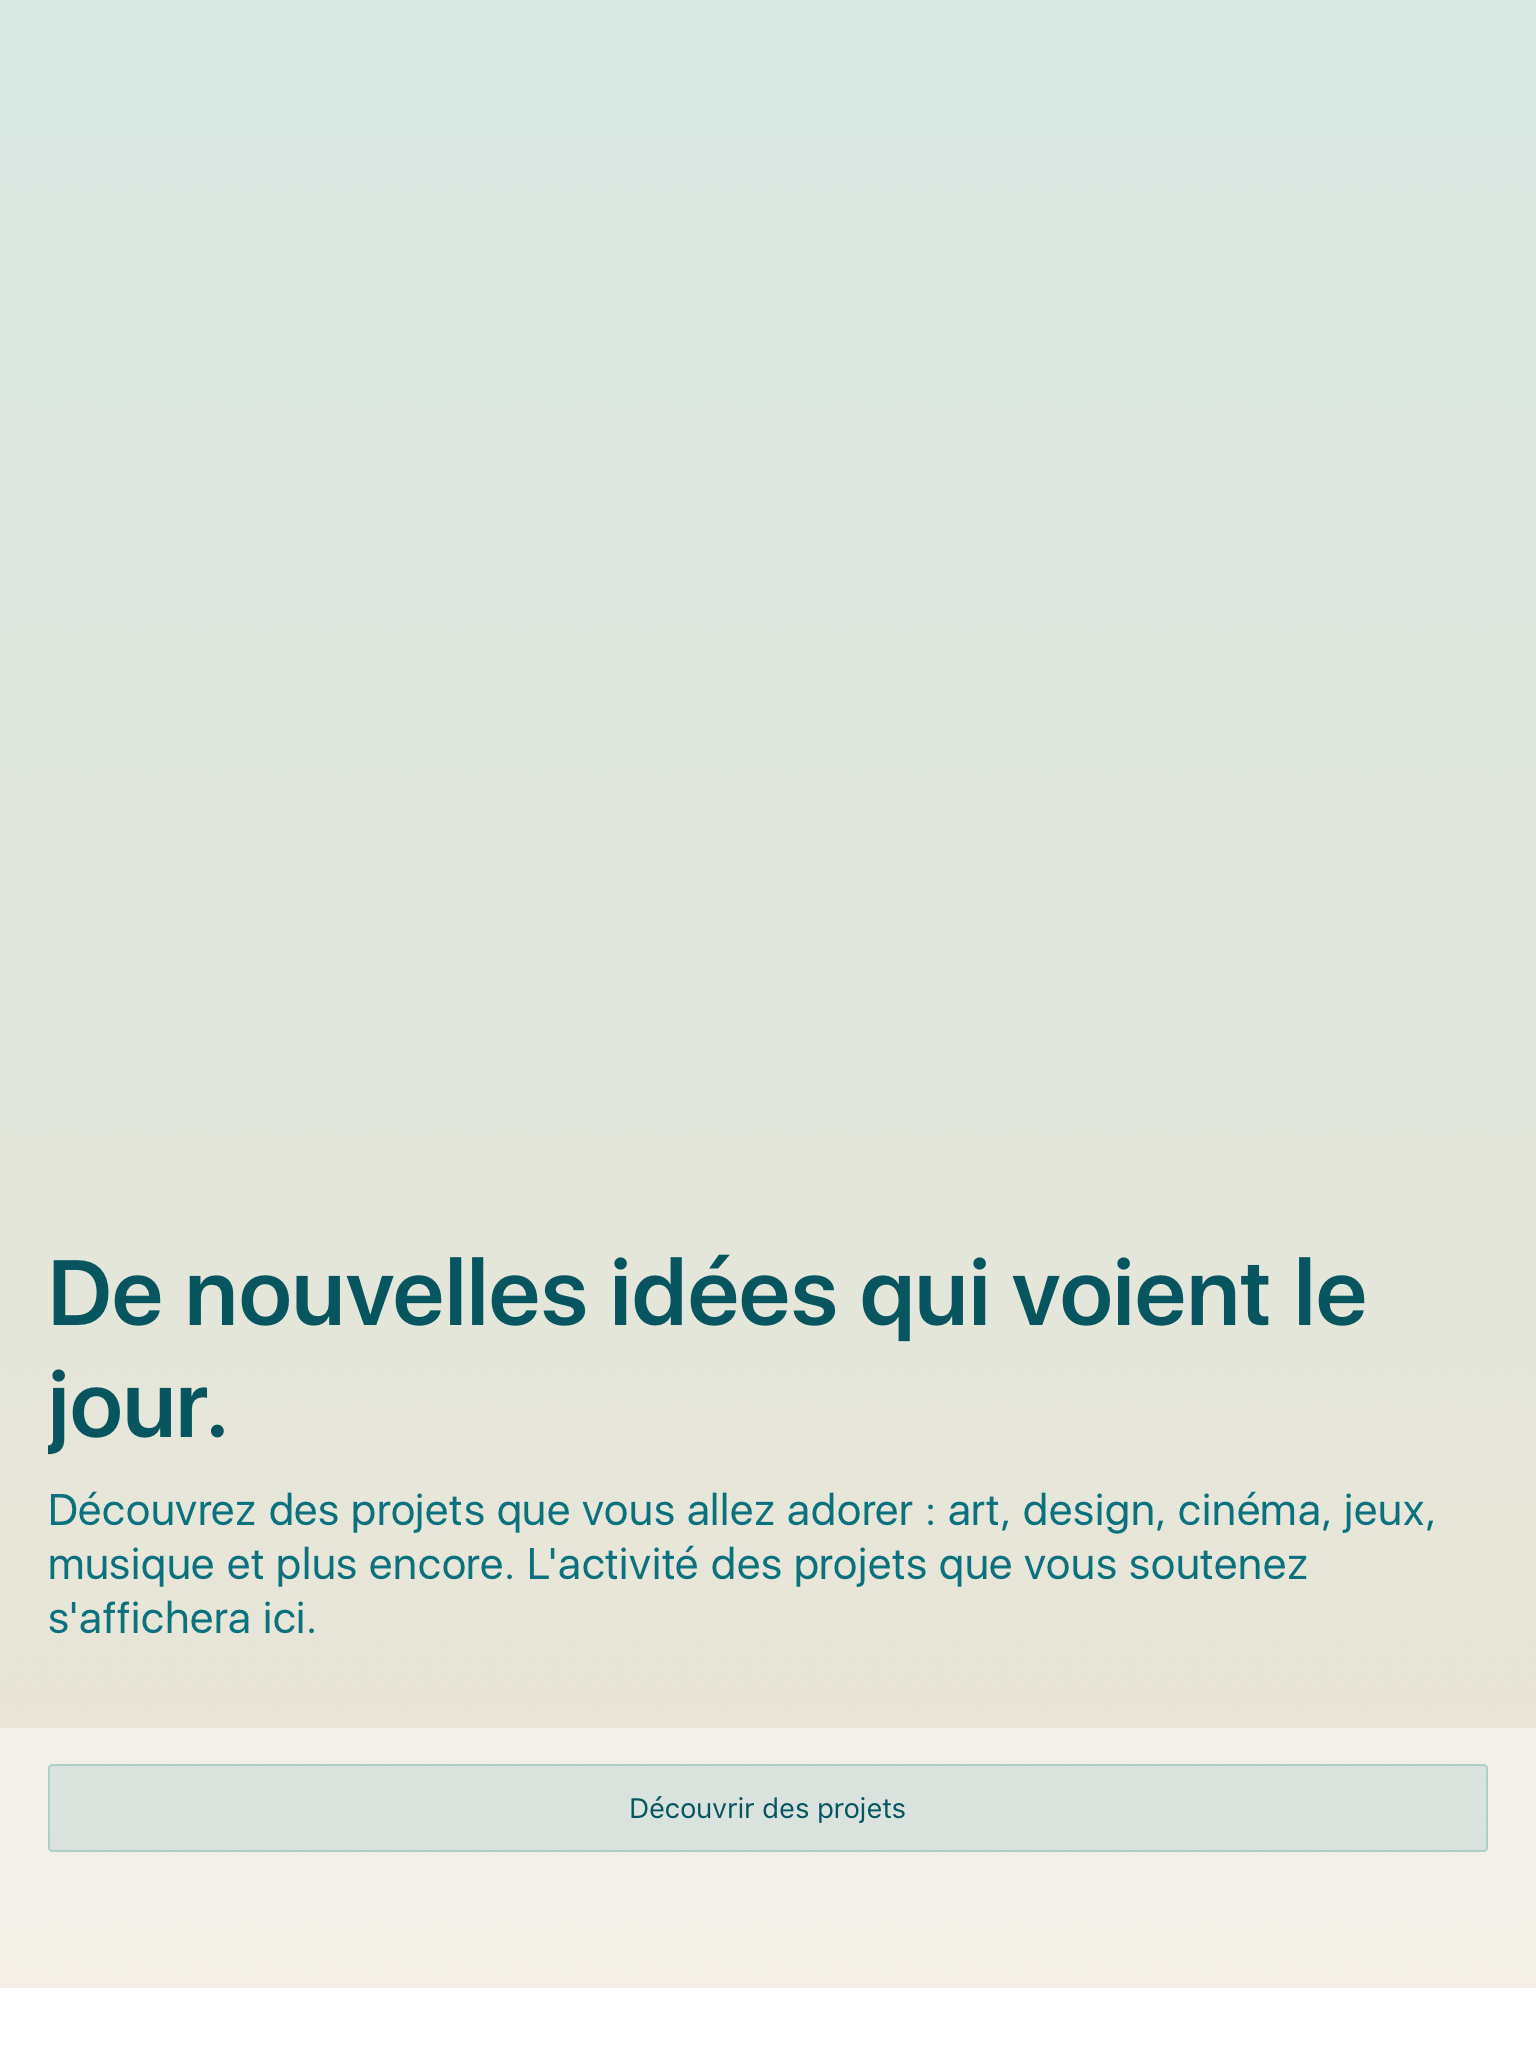 De nouvelles idées qui voient le
jour.
Découvrez des projets que vous allez adorer : art, design, cinéma, jeux,
musique et plus encore. L'activité des projets que vous soutenez
s'affichera ici.
Découvrir des projets